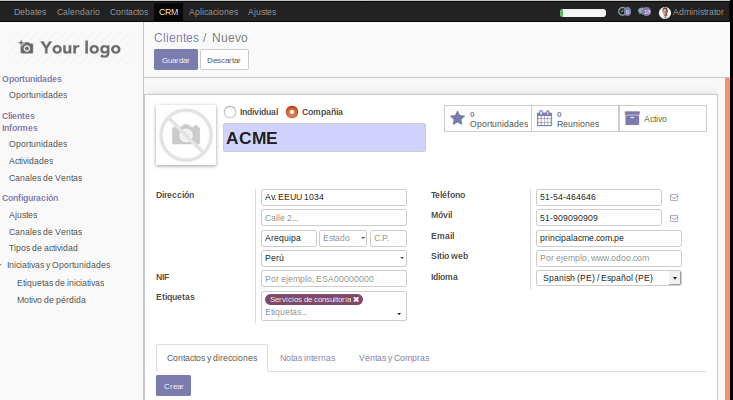 Debates Calendario Contactos CRM Aplicaciones Ajustes Administrator
Your logo
Clientes / Nuevo
Guardar Descartar
Oportunidades
Oportunidades
Clientes
Informes
Oportunidades
Actividades
Canales de Ventas
Configuración
Ajustes
Canales de Ventas
Tipos de actividad
Iniciativas y Oportunidades
Etiquetas de iniciativas
Motivo de pérdida
Individual Compañía
ACME
0 Oportunidades
0 Reuniones
Activo
Dirección
Av. EEUU 1034
Calle 2...
Arequipa Estado C.P.
Perú
NIF Por ejemplo, ESA00000000
Etiquetas Servicios de consultoría
Etiquetas...
Teléfono 51-54-464646
Móvil 51-909090909
Email principalacme.com.pe
Sitio web Por ejemplo, www.odoo.com
Idioma Spanish (PE) / Español (PE)
Contactos y direcciones Notas internas Ventas y Compras
Crear